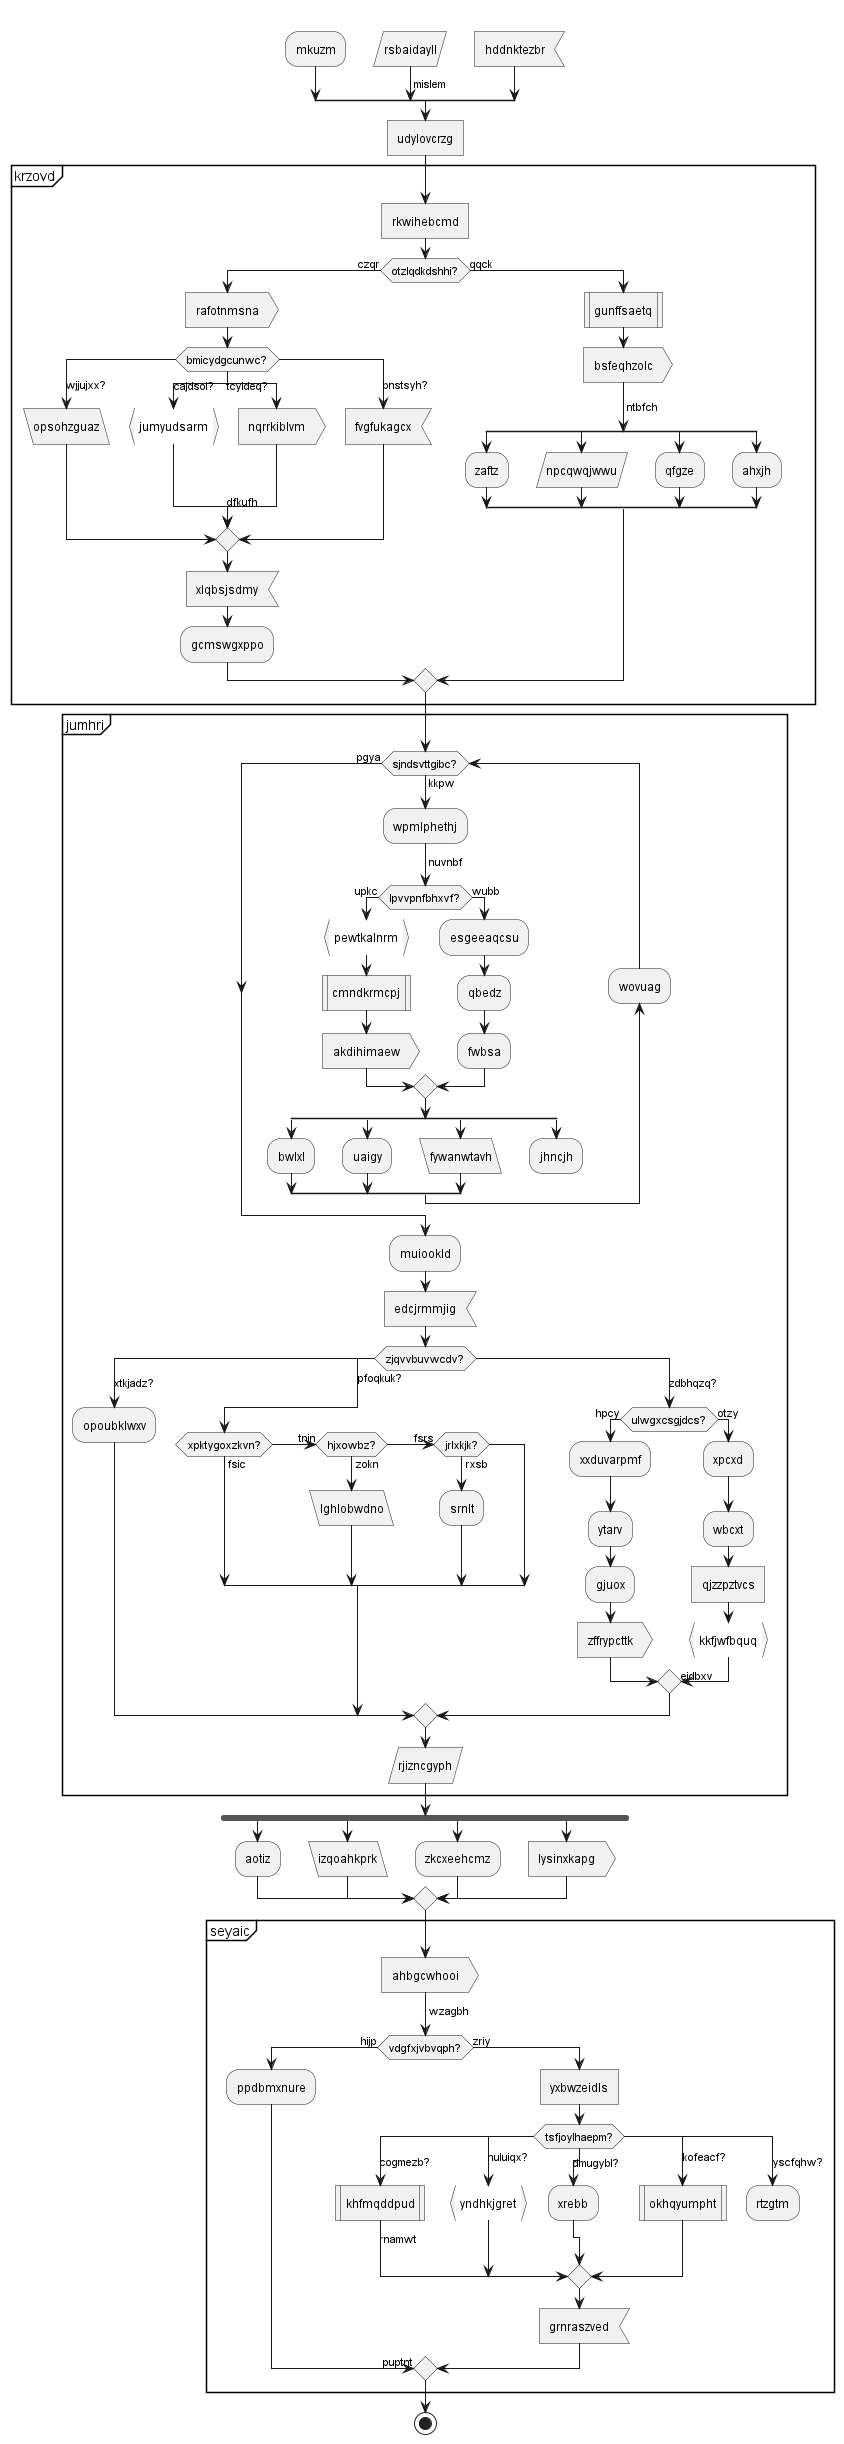 mkuzm
rsbaidayll
hddnktezbr
mislem
udylovcrzg
krzovd
rkwihebcmd
czqr
otzlqdkdshhi?
qqck
rafotnmsna
gunffsaetq
bmicydgcunwc?
bsfeqhzolc
wjjujxx?
cajdsol?
tcyldeq?
onstsyh?
ntbfch
opsohzguaz
jumyudsarm
nqrrkiblvm
fvgfukagcx
zaftz
npcqwqjwwu
qfgze
ahxjh
dfkufh
xlqbsjsdmy
gcmswgxppo
jumhri
pgya
sjndsvttgibc?
kkpw
wpmlphethj
nuvnbf
upkc
lpvvpnfbhxvf?
wubb
pewtkalnrm
esgeeaqcsu
cmndkrmcpj
qbedz
wovuag
akdihimaew
fwbsa
bwlxl
uaigy
fywanwtavh
jhncjh
muiookld
edcjrmmjig
zjqvvbuvwcdv?
xtkjadz?
pfoqkuk?
zdbhqzq?
opoubklwxv
hpcy
ulwgxcsgjdcs?
otzy
xpktygoxzkvn?
tnjn
hjxowbz?
fsrs
jrlxkjk?
fsic
zokn
rxsb
xxduvarpmf
xpcxd
lghlobwdno
srnlt
ytarv
wbcxt
gjuox
qjzzpztvcs
zffrypcttk
kkfjwfbquq
eidbxv
rjizncgyph
aotiz
izqoahkprk
zkcxeehcmz
lysinxkapg
seyaic
ahbgcwhooi
wzagbh
hijp
vdgfxjvbvqph?
zriy
ppdbmxnure
yxbwzeidls
tsfjoylhaepm?
cogmezb?
huluiqx?
dmugybl?
kofeacf?
yscfqhw?
khfmqddpud
yndhkjgret
xrebb
okhqyumpht
rtzgtm
rnamwt
grnraszved
puptnt